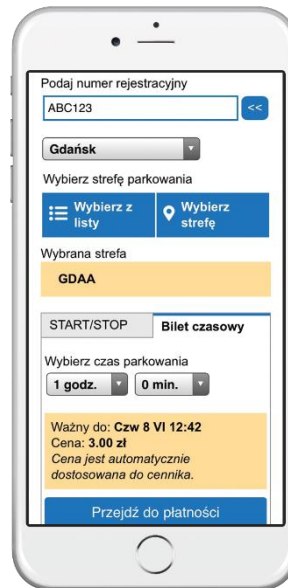 Podaj numer rejestracyjny
ABC123 <<
Gdańsk
Wybierz strefę parkowania
Wybierz z
listy
Wybierz
strefę
Wybrana strefa
GDAA
START/STOP Bilet czasowy
Wybierz czas parkowania
1 godz. 0 min.
Ważny do: Czw 8 VI 12:42
Cena: 3.00 zł
Cena jest automatycznie
dostosowana do cennika.
Przejdź do płatności